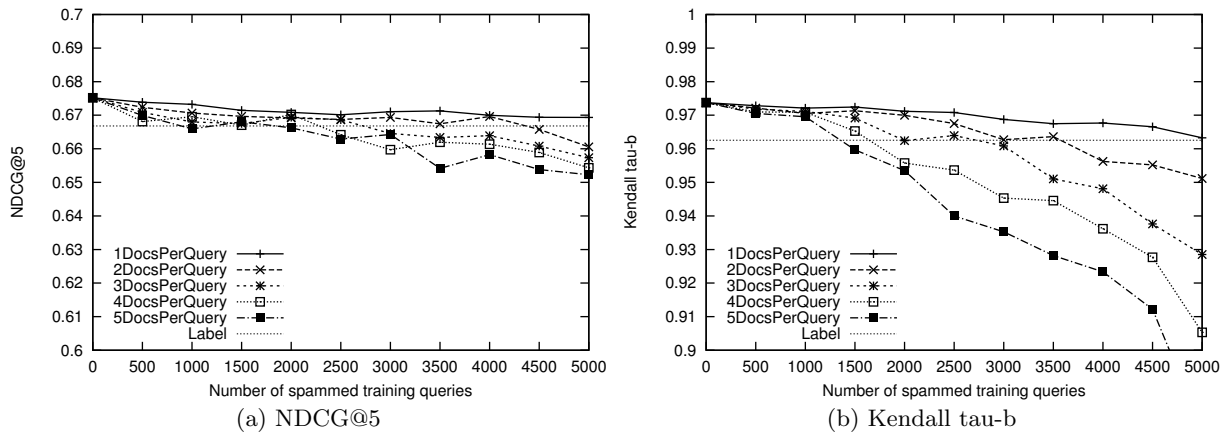 0.7
0.69
0.68
0.67
0.66
0.65
0.64
0.63
0.62
0.61
0.6
NDCG@5
1DocsPerQuery
2DocsPerQuery
3DocsPerQuery
4DocsPerQuery
5DocsPerQuery
Label
0 500 1000 1500 2000 2500 3000 3500 4000 4500 5000
Number of spammed training queries
(a) NDCG@5
1
0.99
0.98
0.97
0.96
0.95
0.94
0.93
0.92
0.91
0.9
Kendall tau-b
1DocsPerQuery
2DocsPerQuery
3DocsPerQuery
4DocsPerQuery
5DocsPerQuery
Label
0 500 1000 1500 2000 2500 3000 3500 4000 4500 5000
Number of spammed training queries
(b) Kendall tau-b